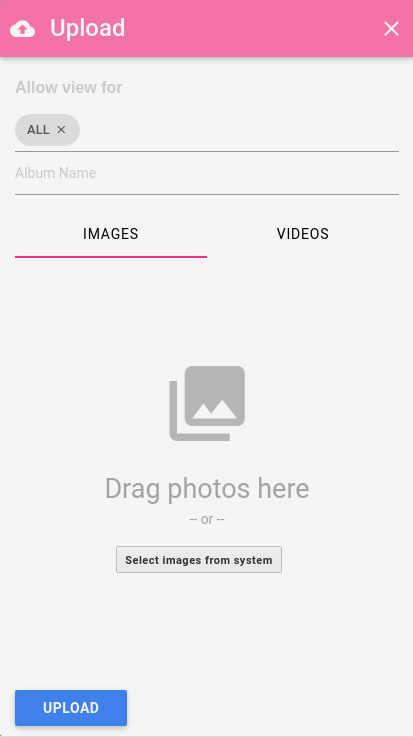 Upload
Allow view for
ALL ×
Album Name
IMAGES VIDEOS
Drag photos here
-- or --
Select images from system
UPLOAD